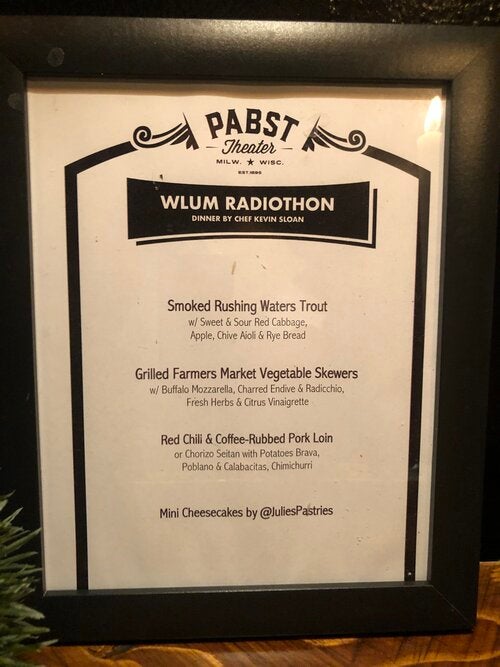 PABST
Theater
MILW. ★ WISC.
EST. 1895
WLUM RADIOTHON
DINNER BY CHEF KEVIN SLOAN
Smoked Rushing Waters Trout
w/ Sweet & Sour Red Cabbage,
Apple, Chive Aioli & Rye Bread
Grilled Farmers Market Vegetable Skewers
w/ Buffalo Mozzarella, Charred Endive & Radicchio,
Fresh Herbs & Citrus Vinaigrette
Red Chili & Coffee-Rubbed Pork Loin
or Chorizo Seitan with Potatoes Brava,
Poblano & Calabacitas, Chimichurri
Mini Cheesecakes by @JuliesPastries